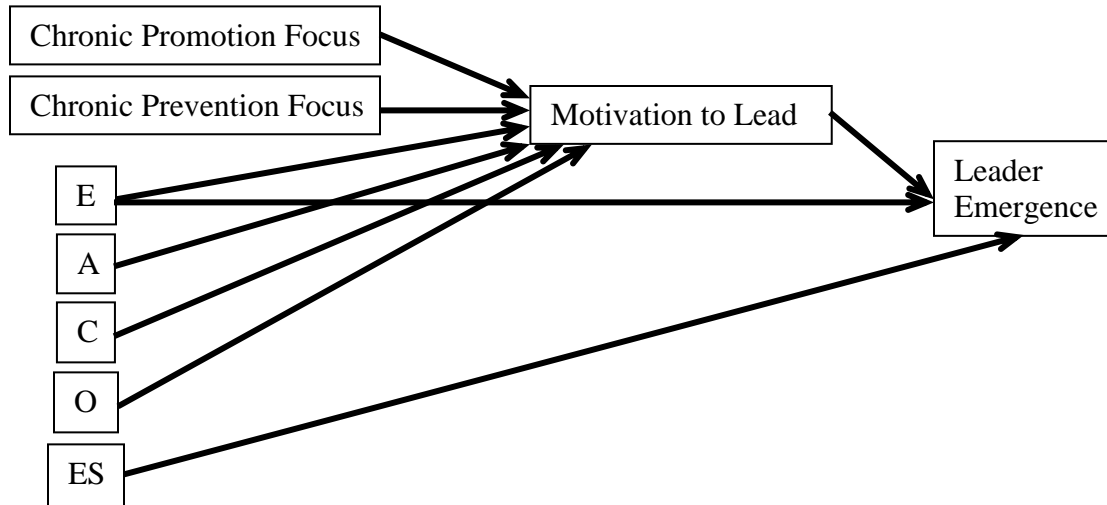 Chronic Promotion Focus
Chronic Prevention Focus
Motivation to Lead
Leader
Emergence
E
A
C
O
ES